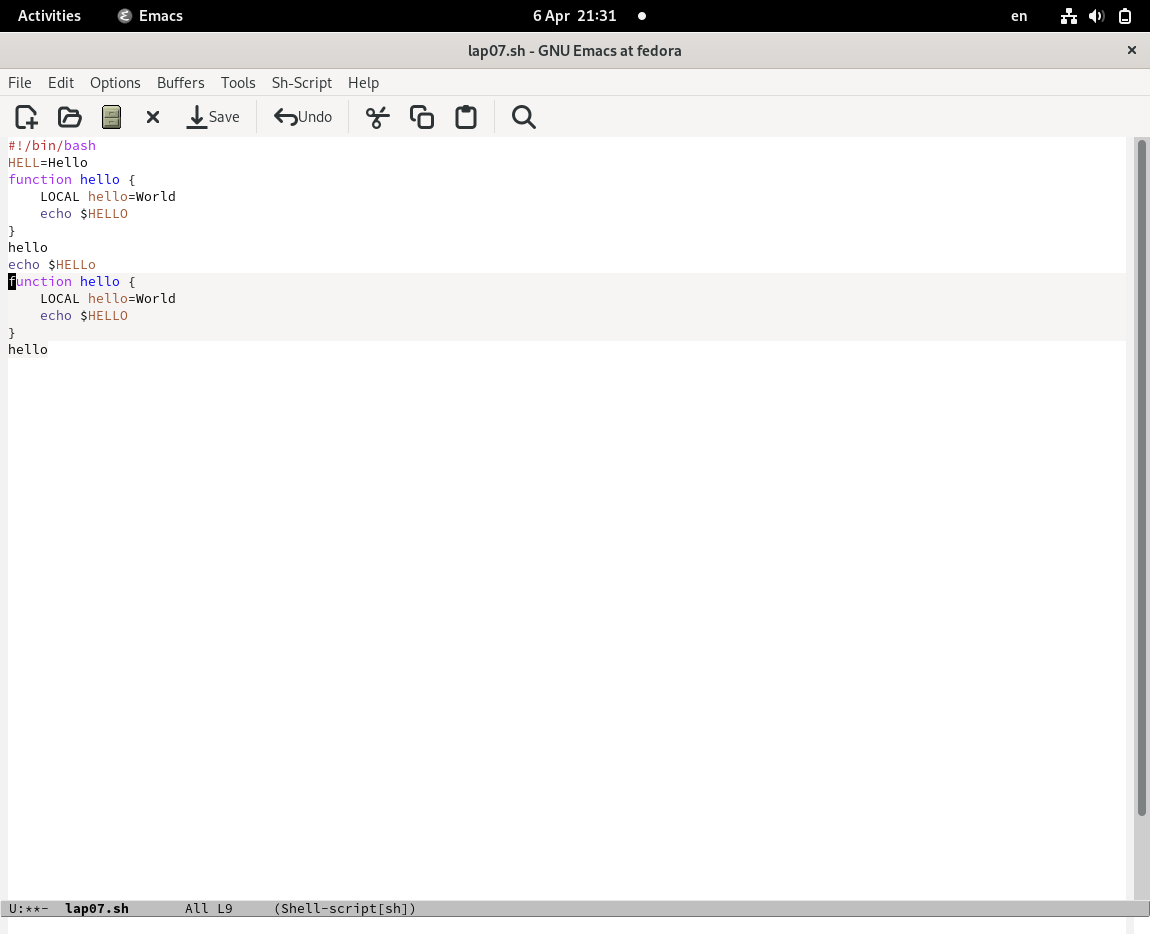 Activities Emacs 6 Apr 21:31 en
lap07.sh - GNU Emacs at fedora ×
File Edit Options Buffers Tools Sh-Script Help
Save Undo
#!/bin/bash
HELL=Hello
function hello {
    LOCAL hello=World
    echo $HELLO
}
hello
echo $HELLo
function hello {
    LOCAL hello=World
    echo $HELLO
}
hello
U:**- lap07.sh All L9 (Shell-script[sh])